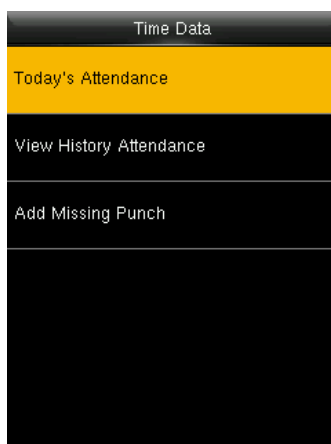 Time Data
Today's Attendance
View History Attendance
Add Missing Punch